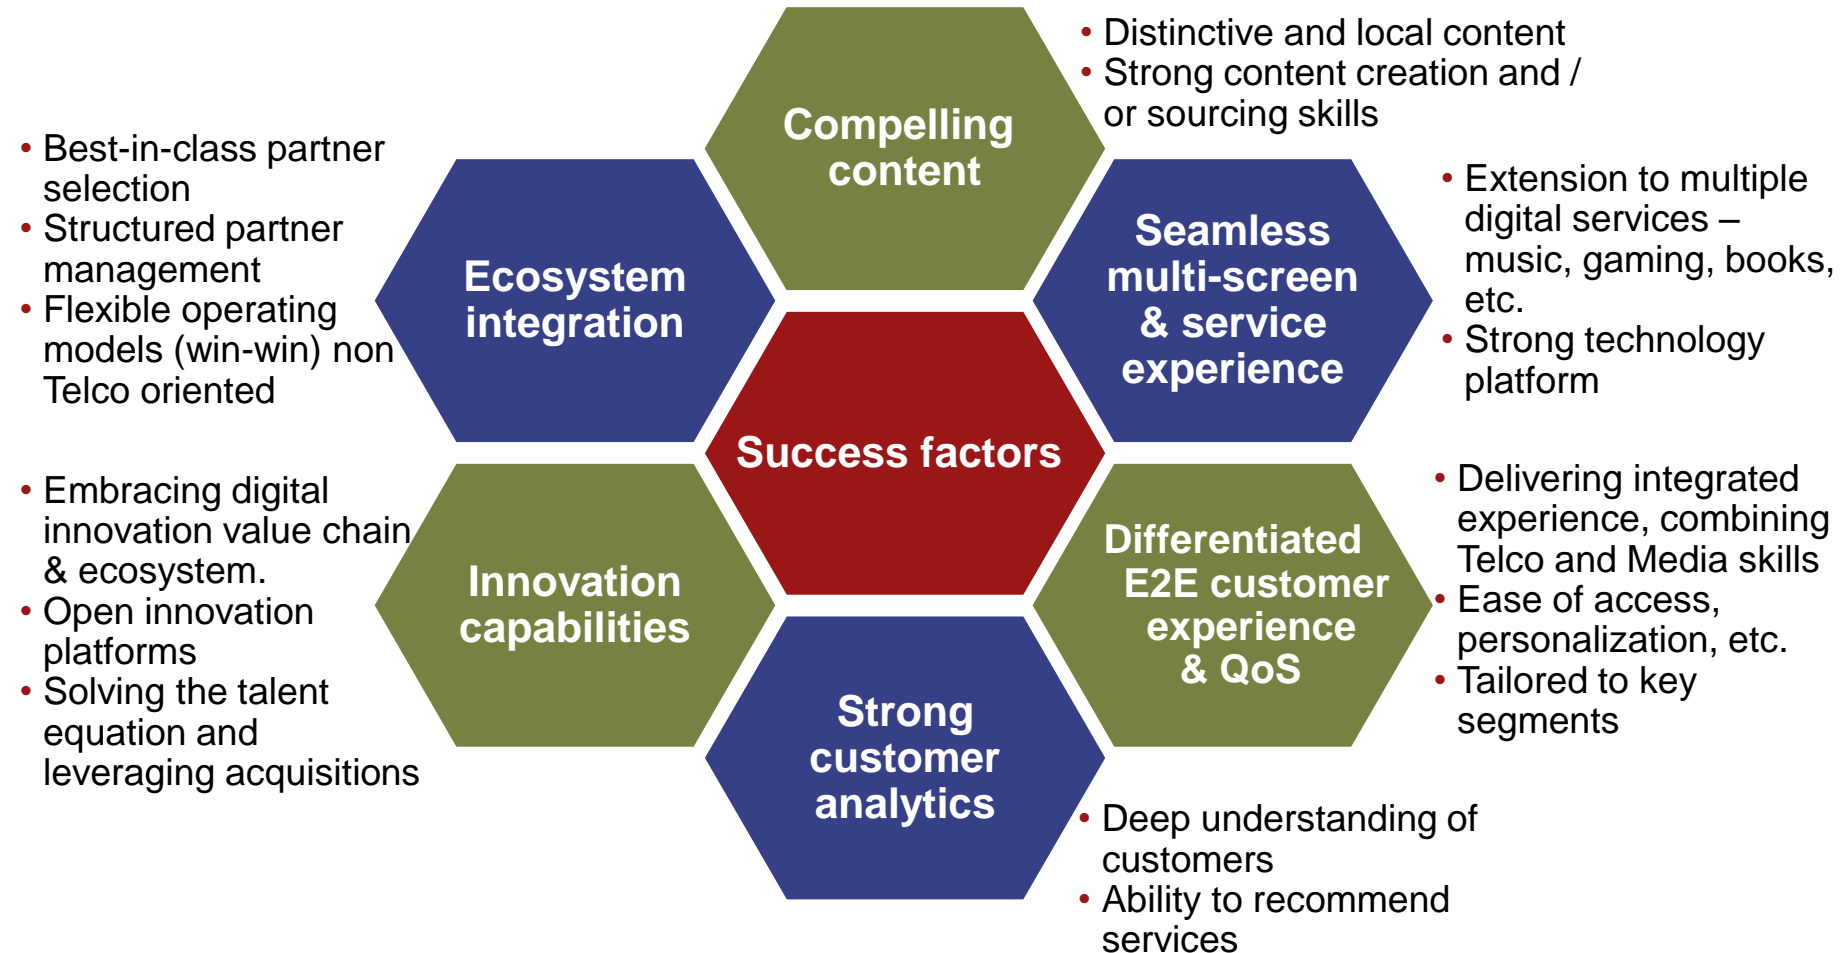 • Distinctive and local content
• Strong content creation and /
or sourcing skills
Compelling
content
• Best-in-class partner
selection
• Structured partner
management
• Flexible operating
models (win-win) non
Telco oriented
Ecosystem
integration
Seamless
multi-screen
& service
experience
• Extension to multiple
digital services –
music, gaming, books,
etc.
• Strong technology
platform
Success factors
• Embracing digital
innovation value chain
& ecosystem.
• Open innovation
platforms
• Solving the talent
equation and
leveraging acquisitions
Innovation
capabilities
Differentiated
E2E customer
experience
& QoS
• Delivering integrated
experience, combining
Telco and Media skills
• Ease of access,
personalization, etc.
• Tailored to key
segments
Strong
customer
analytics
• Deep understanding of
customers
• Ability to recommend
services